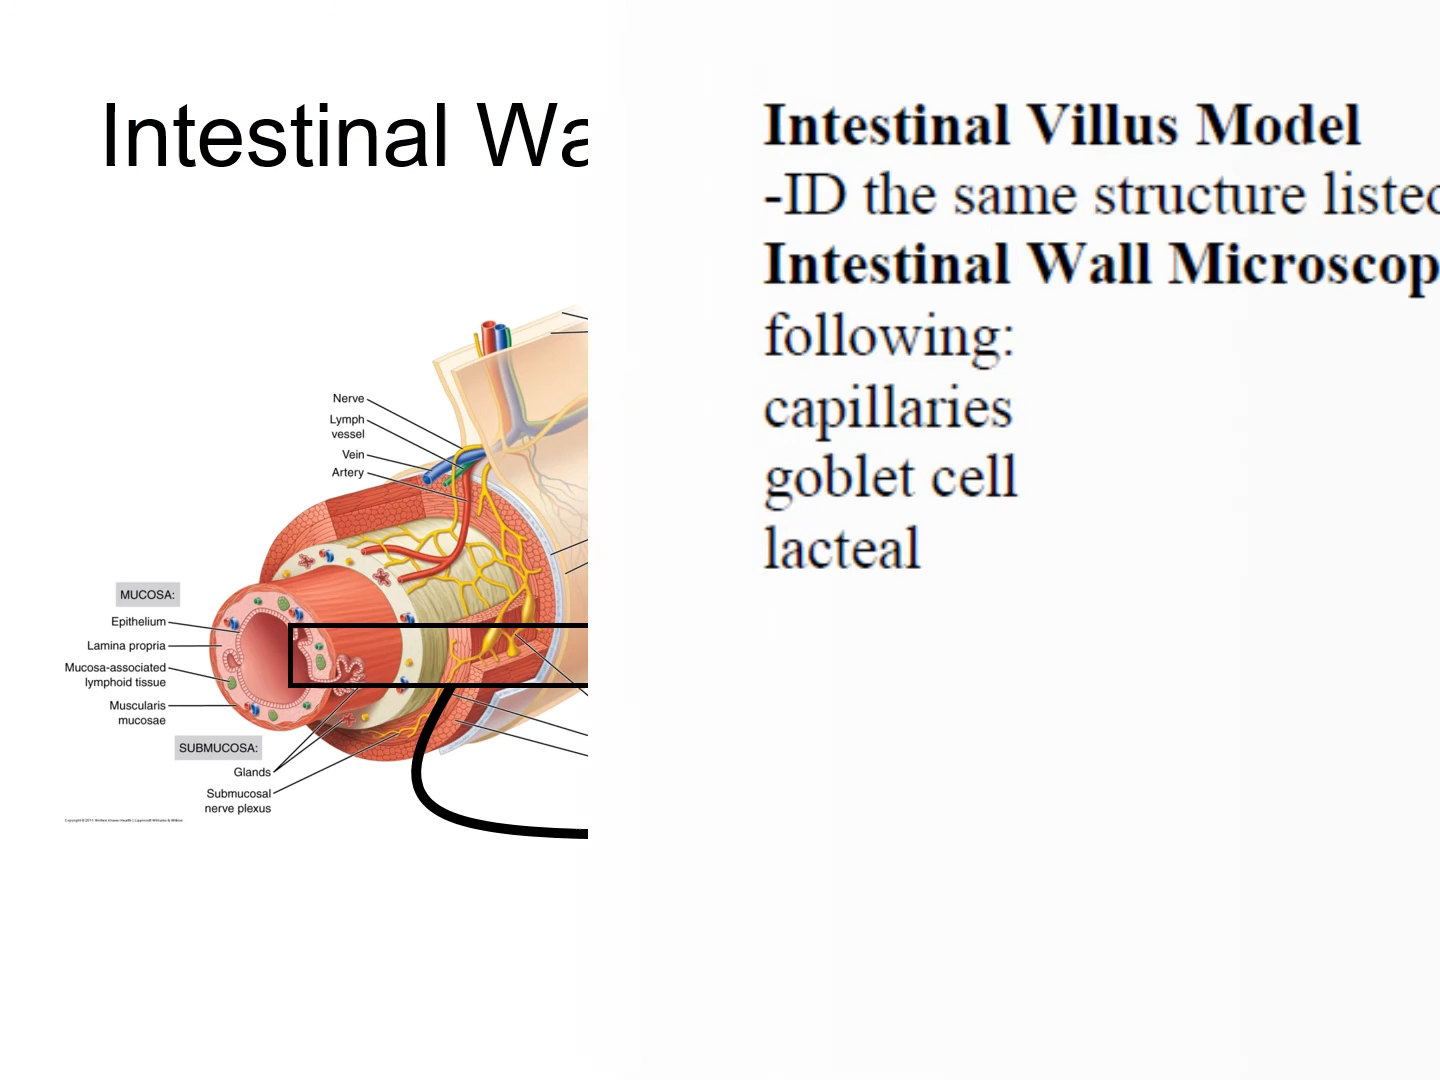 Intestinal Wa
Nerve
Lymph
vessel
Vein
Artery
MUCOSA:
Epithelium
Lamina propria
Mucosa-associated
lymphoid tissue
Muscularis
mucosae
SUBMUCOSA:
Glands
Submucosal
nerve plexus
Intestinal Villus Model
-ID the same structure listed
Intestinal Wall Microscop
following:
capillaries
goblet cell
lacteal